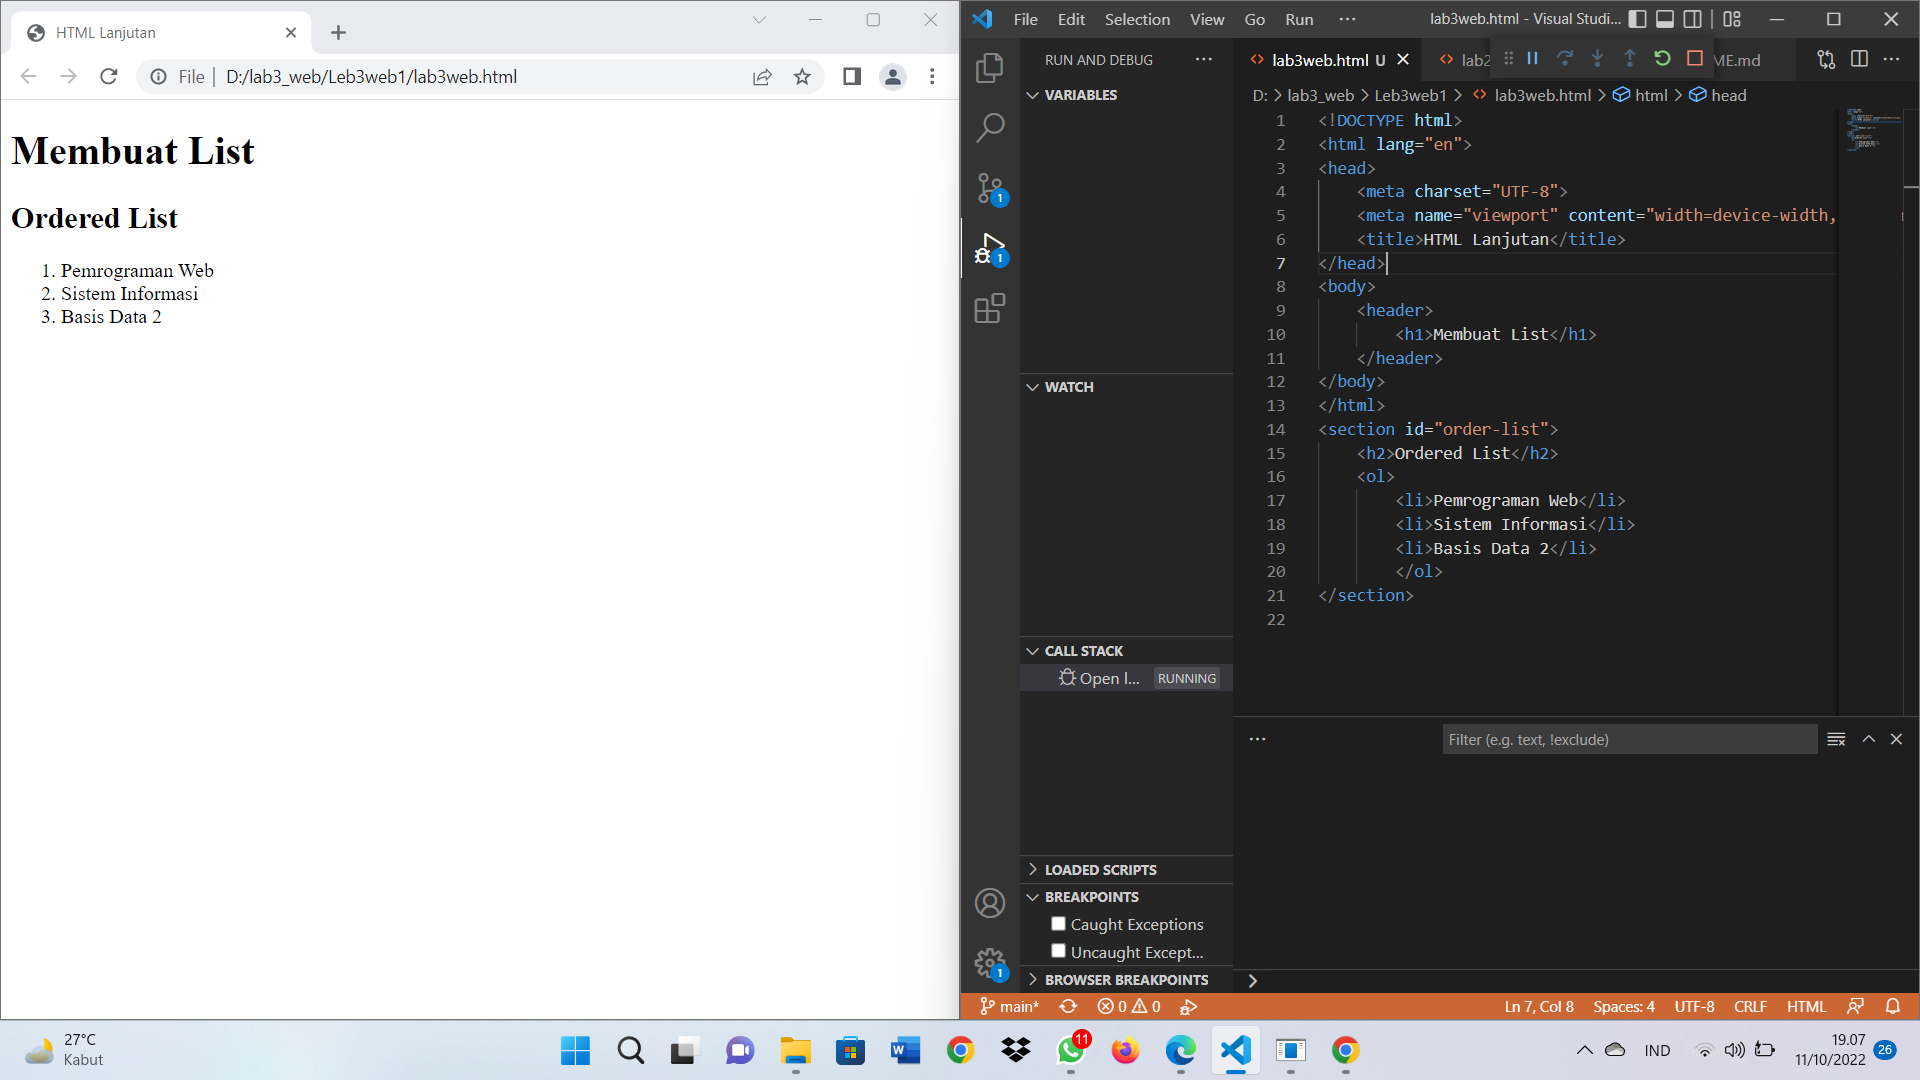 HTML Lanjutan
File
D:/lab3_web/Leb3web1/lab3web.html
Membuat List
Ordered List
1. Pemrograman Web
2. Sistem Informasi
3. Basis Data 2
File Edit Selection View Go Run ···
lab3web.html - Visual Studi...
RUN AND DEBUG ···
VARIABLES
WATCH
CALL STACK
Open l... RUNNING
LOADED SCRIPTS
BREAKPOINTS
Caught Exceptions
Uncaught Except...
BROWSER BREAKPOINTS
1
1
1
lab3web.html U
lab2
ME.md
D: > lab3_web > Leb3web1 > lab3web.html > html > head
1 <!DOCTYPE html>
2 <html lang="en">
3 <head>
4 <meta charset="UTF-8">
5 <meta name="viewport" content="width=device-width,
6 <title>HTML Lanjutan</title>
7 </head>
8 <body>
9 <header>
10 <h1>Membuat List</h1>
11 </header>
12 </body>
13 </html>
14 <section id="order-list">
15 <h2>Ordered List</h2>
16 <ol>
17 <li>Pemrograman Web</li>
18 <li>Sistem Informasi</li>
19 <li>Basis Data 2</li>
20 </ol>
21 </section>
22
··· Filter (e.g. text, !exclude)
main* 0 0 Ln 7, Col 8 Spaces: 4 UTF-8 CRLF HTML
27°C
Kabut
11
IND
19.07
11/10/2022
26